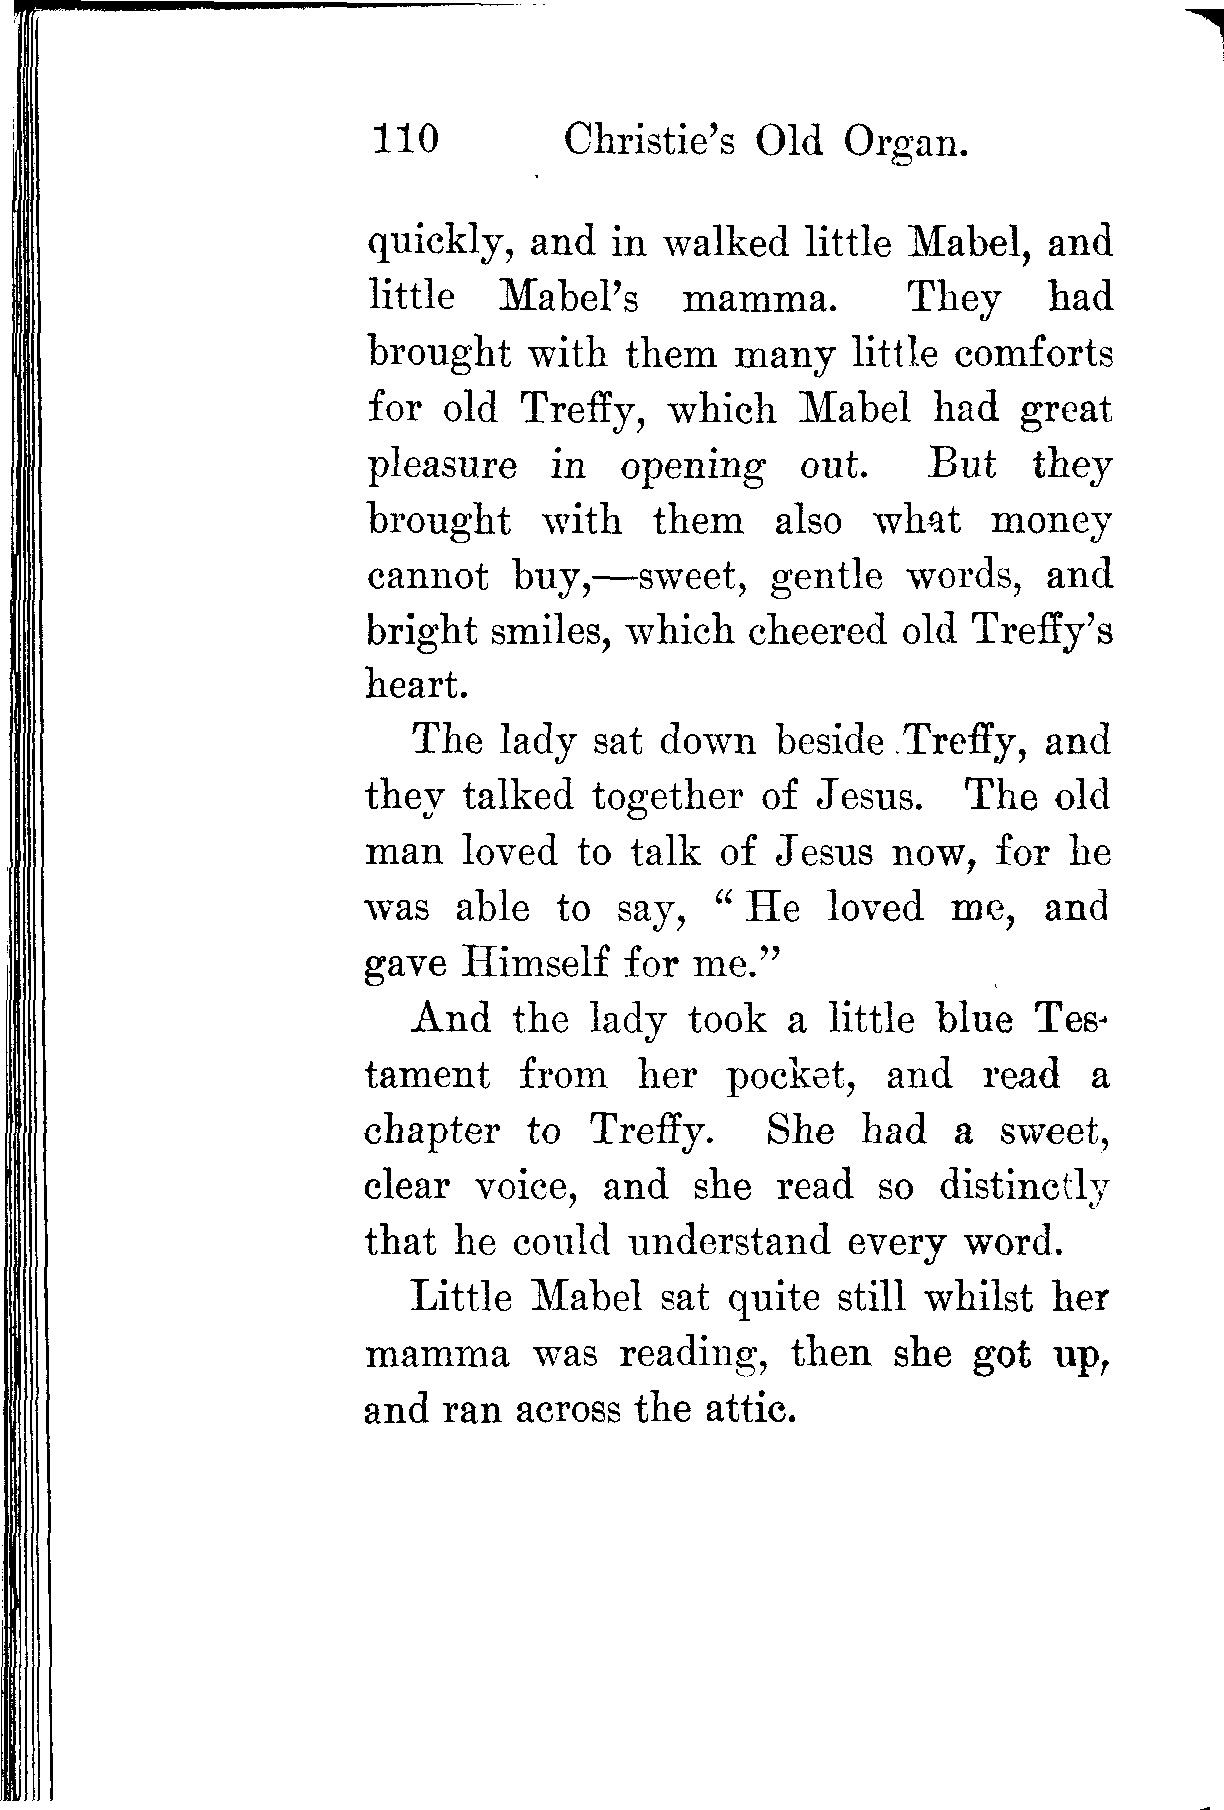 110 Christie's Old Organ.
quickly, and in walked little Mabel, and
little Mabel's mamma. They had
brought with them many little comforts
for old Treffy, which Mabel had great
pleasure in opening out. But they
brought with them also what money
cannot buy,—sweet, gentle words, and
bright smiles, which cheered old Treffy's
heart.
The lady sat down beside Treffy, and
they talked together of Jesus. The old
man loved to talk of Jesus now, for he
was able to say, "He loved me, and
gave Himself for me."
And the lady took a little blue Tes-
tament from her pocket, and read a
chapter to Treffy. She had a sweet,
clear voice, and she read so distinctly
that he could understand every word.
Little Mabel sat quite still whilst her
mamma was reading, then she got up,
and ran across the attic.